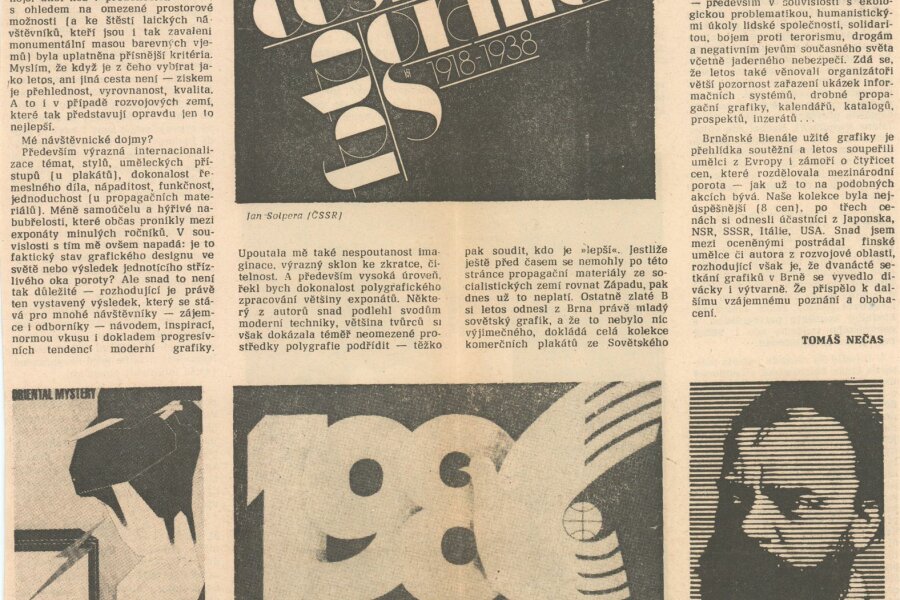 s ohledem na omezené prostorové
možnosti [a ke štěstí laických ná-
vštěvníků, kteří jsou i tak zavaleni
monumentální masou barevných vje-
mů) byla uplatněna přísnější kritéria.
Myslím, že když je z čeho vybírat ja-
ko letos, ani jiná cesta není — ziskem
je přehlednost, vyrovnanost, kvalita.
A to i v případě rozvojových zemí,
které tak představují opravdu jen to
nejlepší.
Mé návštěvnické dojmy?
Především výrazná internacionali-
zace témat, stylů, uměleckých pří-
stupů [u plakátů], dokonalost ře-
meslného díla, nápaditost, funkčnost,
jednoduchost [u propagačních mate-
riálů]. Méně samoúčelu a hýřivé na-
bubřelosti, které občas pronikly mezi
exponáty minulých ročníků. V sou-
vislosti s tím mě ovšem napadá: je to
faktický stav grafického designu ve
světě nebo výsledek jednotícího stříz-
livého oka poroty? Ale snad to není
tak důležité — rozhodující je právě
ten vystavený výsledek, který se stá-
vá pro mnohé návštěvníky — zájem-
ce i odborníky — návodem, inspirací,
normou vkusu i dokladem progresív-
ních tendencí moderní grafiky.
1918-1938
Jan Solpera [ČSSR]
Upoutala mě také nespoutanost ima-
ginace, výrazný sklon ke zkratce, či-
telnost. A především vysoká úroveň,
řekl bych dokonalost polygrafického
zpracování většiny exponátů. Někte-
rý z autorů snad podlehl svodům
moderní techniky, většina tvůrců si
však dokázala téměř neomezené pro-
středky polygrafie podřídit — těžko
pak soudit, kdo je »lepší«. Jestliže
ještě před časem se nemohly po této
stránce propagační materiály ze so-
cialistických zemí rovnat Západu, pak
dnes už to neplatí. Ostatně zlaté B
si letos odnesl z Brna právě mladý
sovětský grafik, a že to nebylo nic
výjimečného, dokládá celá kolekce
komerčních plakátů ze Sovětského
— především v souvislosti s ekolo-
gickou problematikou, humanistický-
mi úkoly lidské společnosti, solidari-
tou, bojem proti terorismu, drogám
a negativním jevům současného světa
včetně jaderného nebezpečí. Zdá se,
že letos také věnovali organizátoři
větší pozornost zařazení ukázek infor-
mačních systémů, drobné propa-
gační grafiky, kalendářů, katalogů,
prospektů, inzerátů . . .
Brněnské Bienále užité grafiky je
přehlídka soutěžní a letos soupeřili
umělci z Evropy i zámoří o čtyřicet
cen, které rozdělovala mezinárodní
porota — jak už to na podobných
akcích bývá. Naše kolekce byla nej-
úspěšnější [8 cen], po třech ce-
nách si odnesli účastníci z Japonska,
NSR, SSSR, Itálie, USA. Snad jsem
mezi oceněnými postrádal finské
umělce či autora z rozvojové oblasti,
rozhodující však je, že dvanácté se-
tkání grafiků v Brně se vyvedlo di-
vácky i výtvarně. Že přispělo k dal-
šímu vzájemnému poznání a oboha-
cení.
TOMÁŠ NEČAS
ORIENTAL MYSTERY
198
86